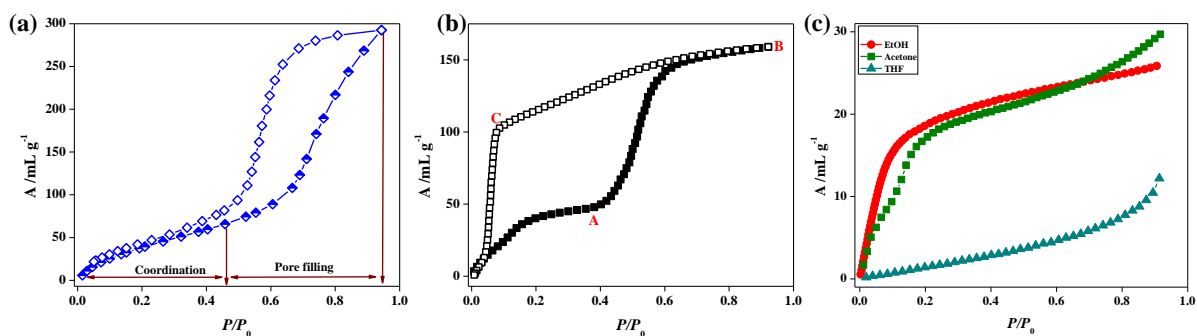 (a)
300
250
200
150
100
50
0
A /mL g⁻¹
Coordination
Pore filling
0.0 0.2 0.4 0.6 0.8 1.0
P/P₀
(b)
150
100
50
0
A /mL g⁻¹
C
A
B
0.0 0.2 0.4 0.6 0.8 1.0
P/P₀
(c)
30
20
10
0
A /mL g⁻¹
EtOH
Acetone
THF
0.0 0.2 0.4 0.6 0.8 1.0
P/P₀